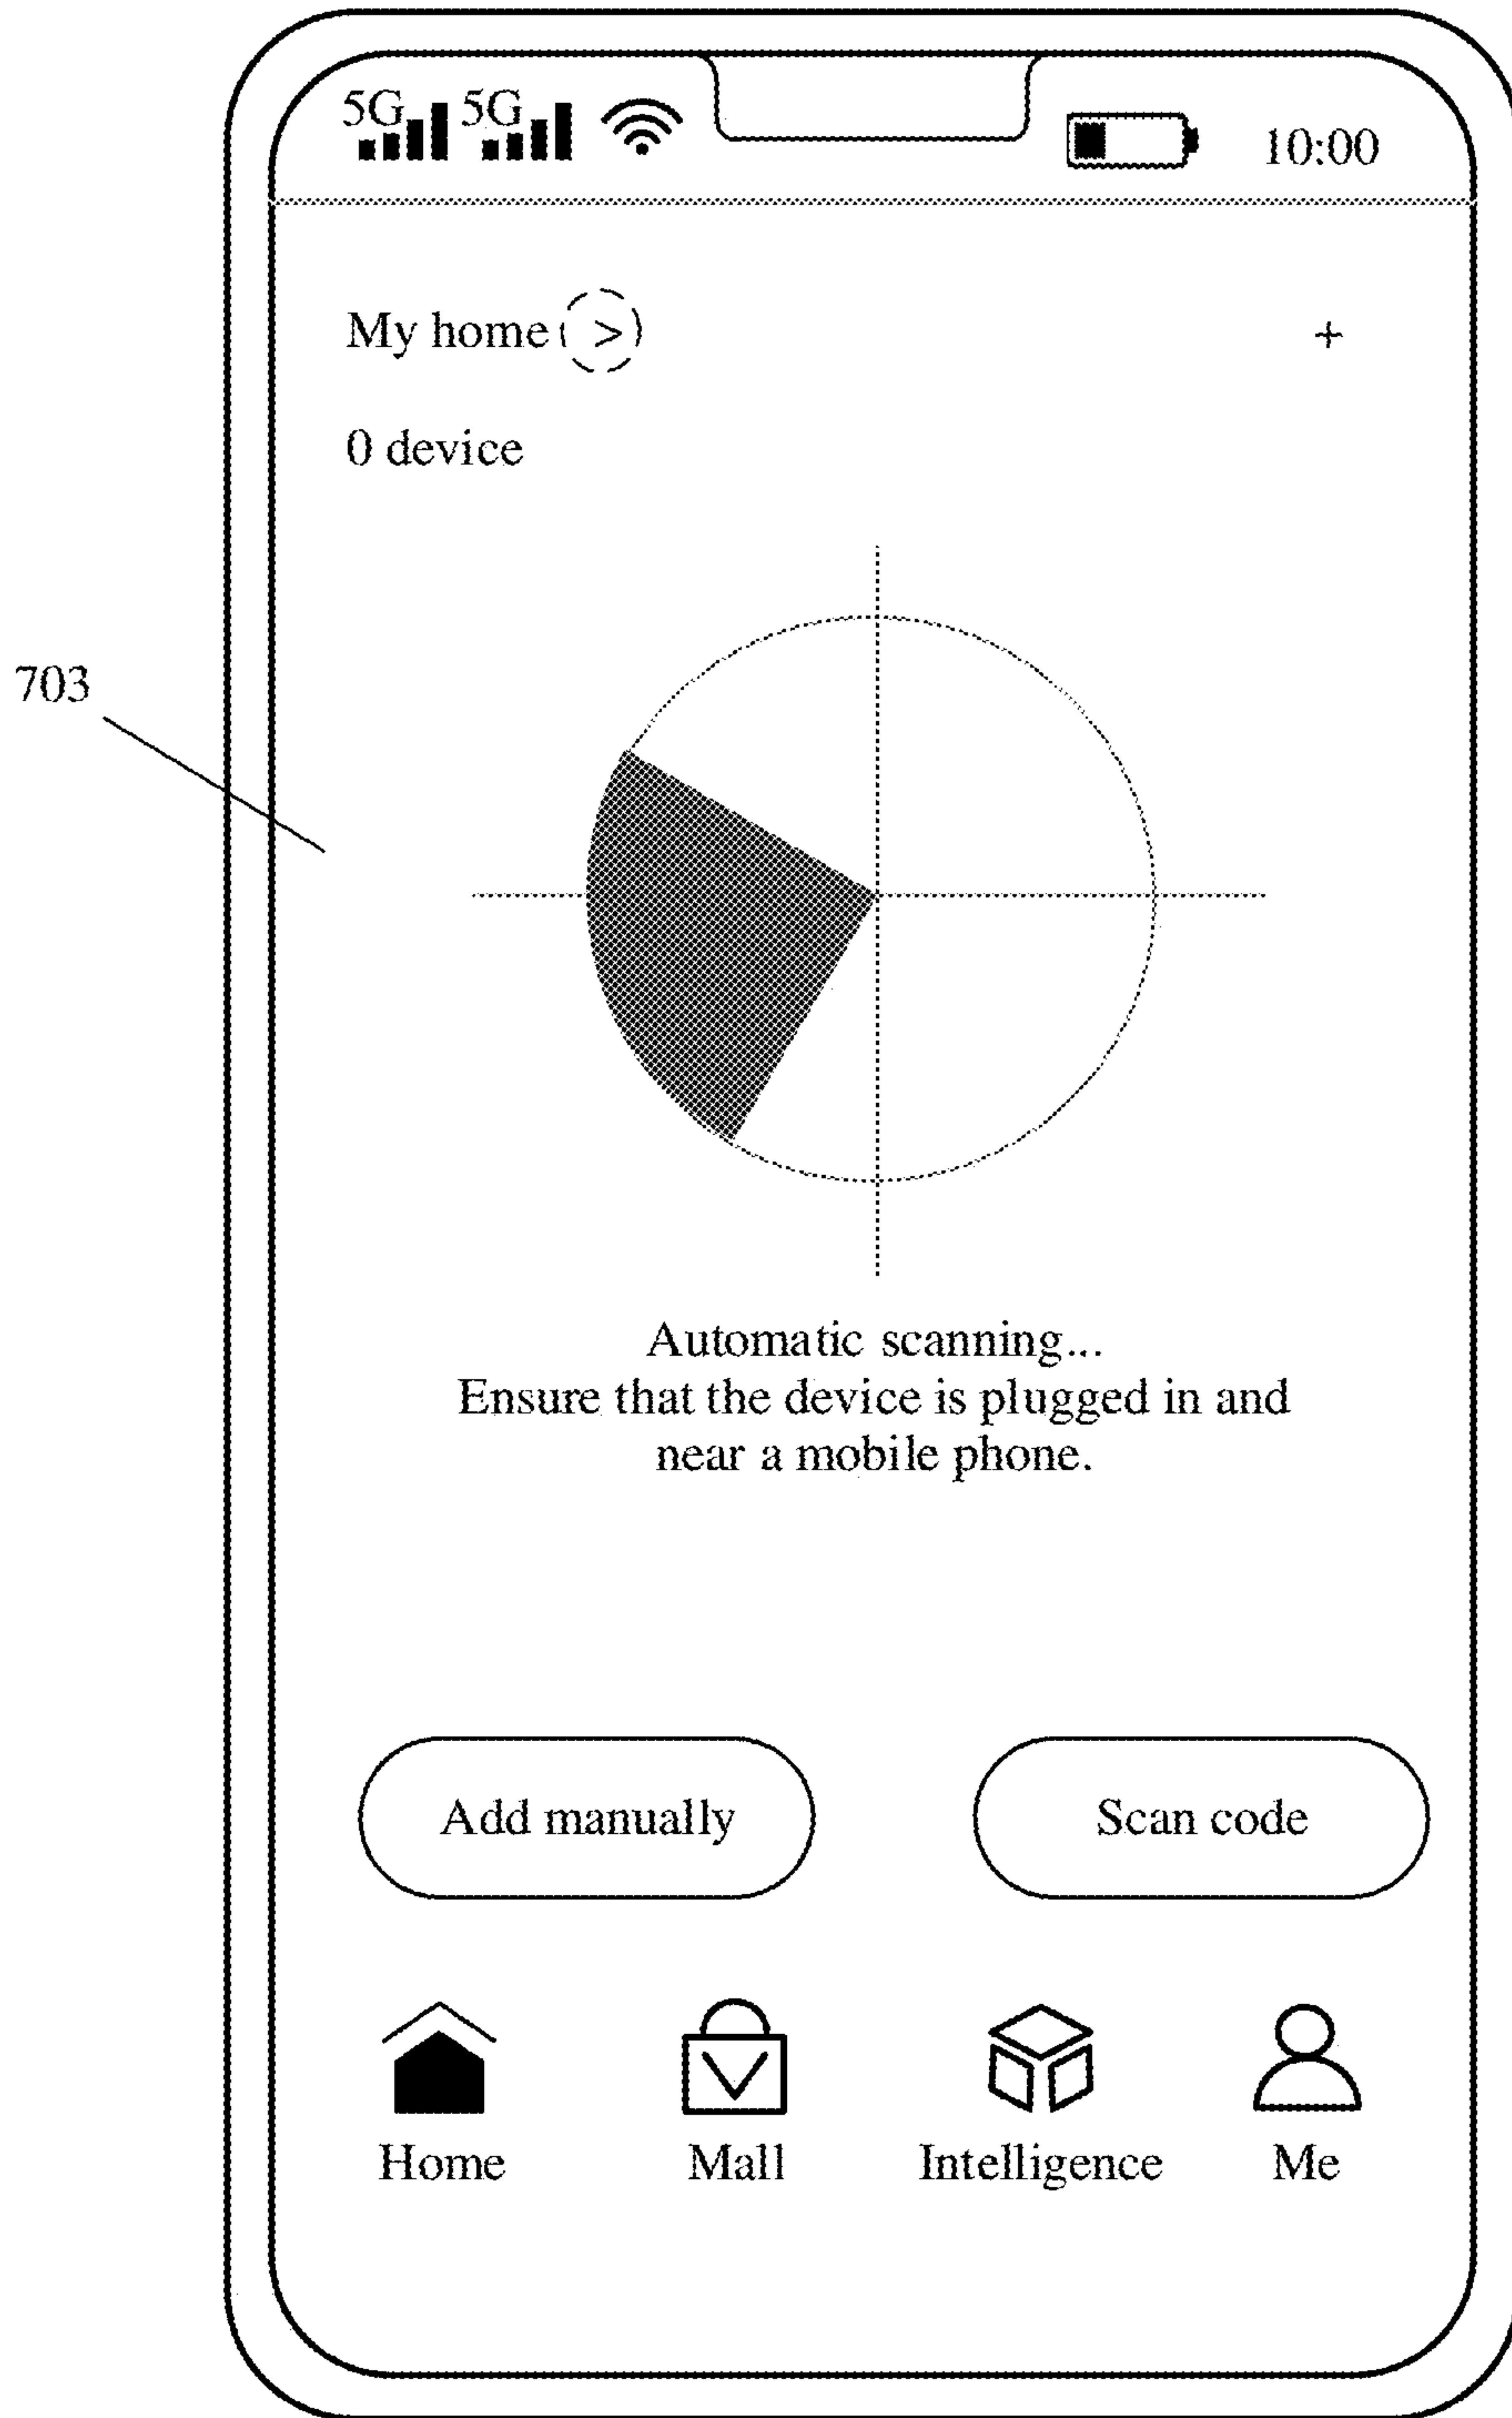 5G 5G 10:00
My home > +
0 device
703
Automatic scanning...
Ensure that the device is plugged in and
near a mobile phone.
Add manually Scan code
Home Mall Intelligence Me